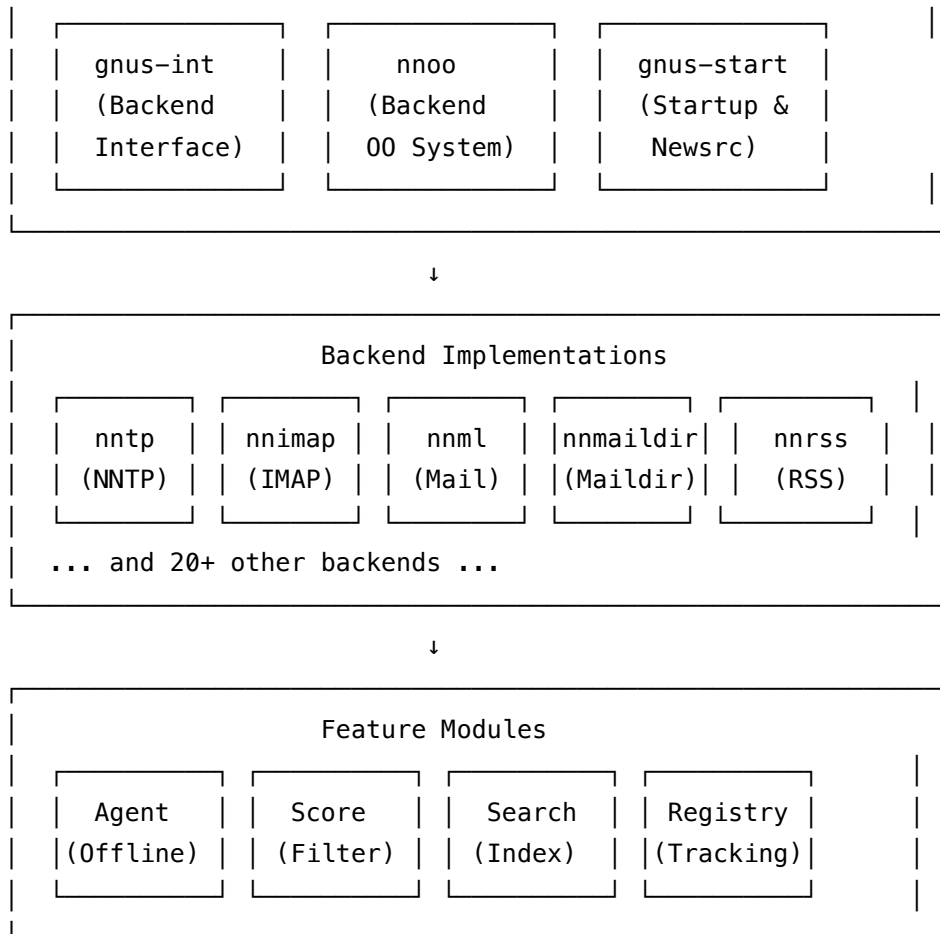 gnus-int nnoo gnus-start
(Backend (Backend (Startup &
Interface) OO System) Newsrc)
↓
Backend Implementations
nntp nnimap nnml nnmaildir nnrss
(NNTP) (IMAP) (Mail) (Maildir) (RSS)
... and 20+ other backends ...
↓
Feature Modules
Agent Score Search Registry
(Offline) (Filter) (Index) (Tracking)